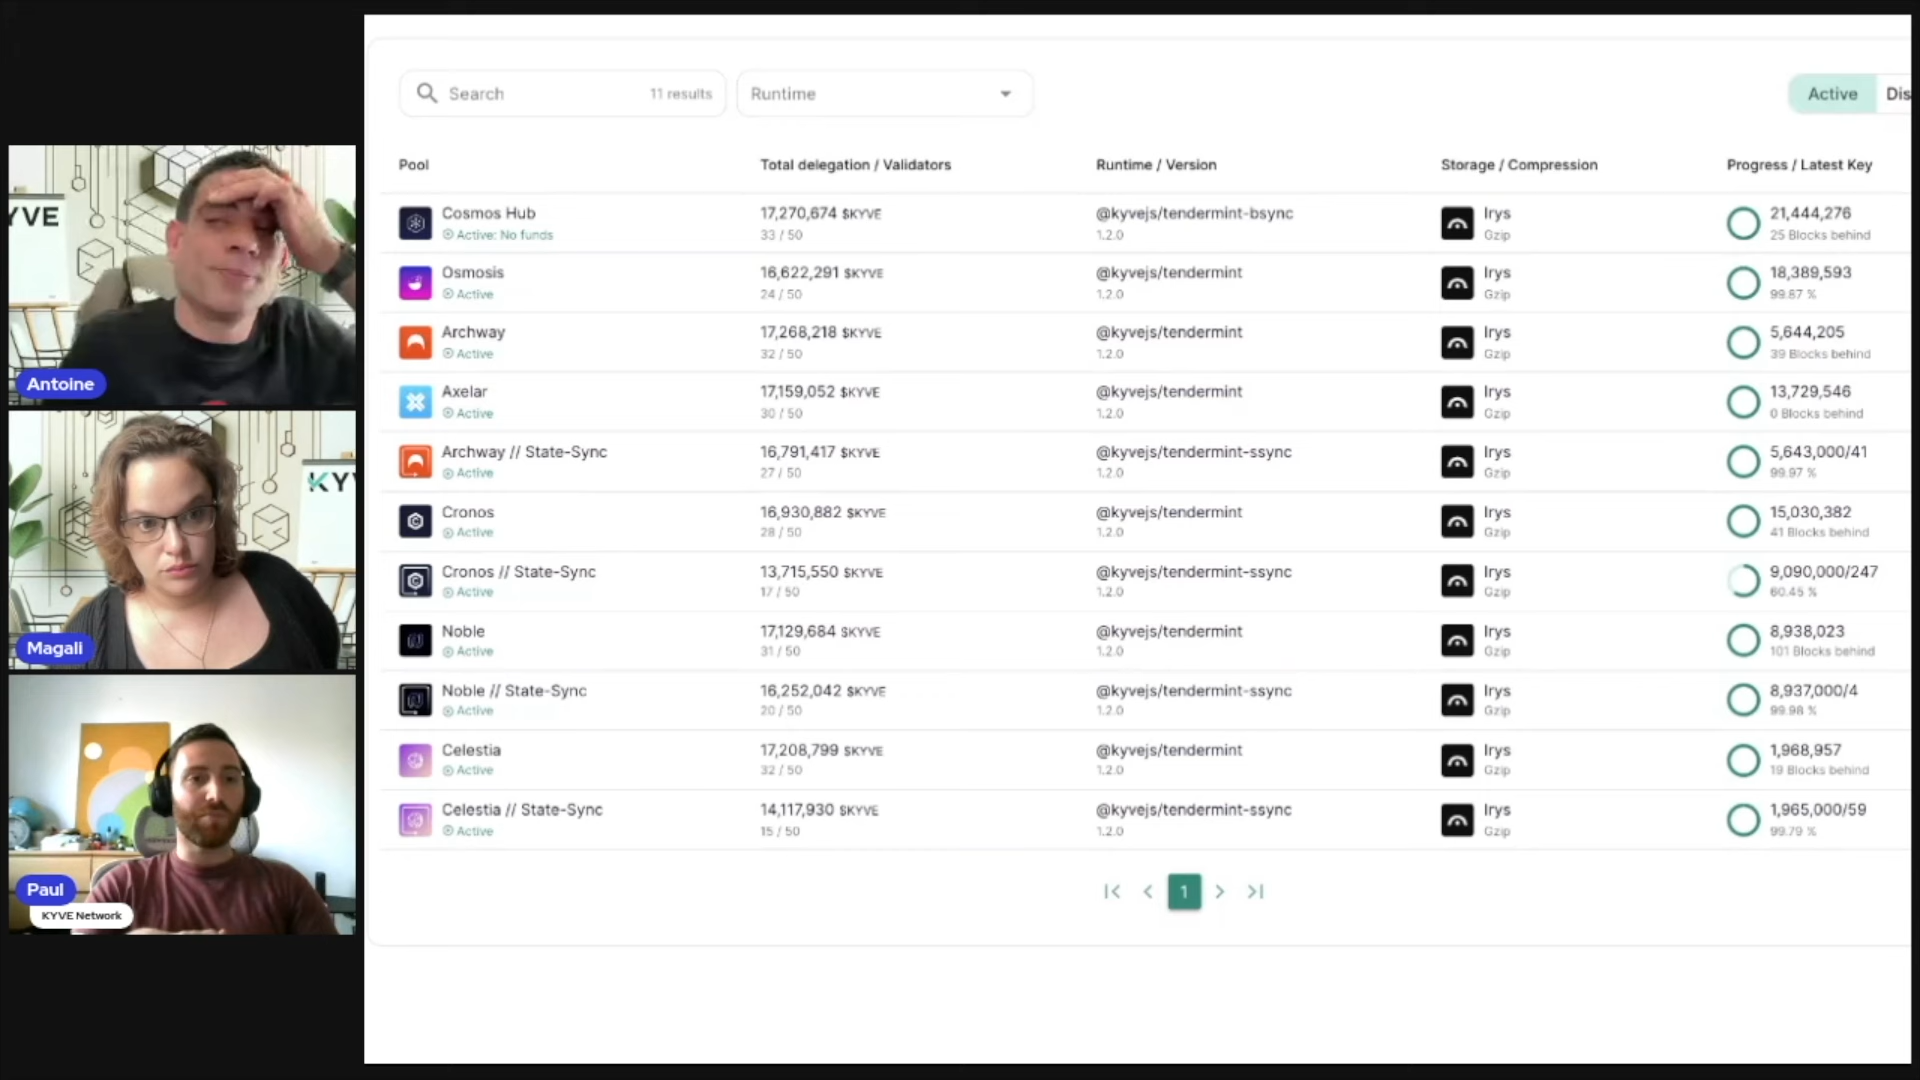 YVE
Antoine
KY
Magali
Paul
KYVE Network
Search
11 results
Runtime
Active
Dis
Pool
Total delegation / Validators
Runtime / Version
Storage / Compression
Progress / Latest Key
Cosmos Hub
Active: No funds
17,270,674 $KYVE
33 / 50
@kyvejs/tendermint-bsync
1.2.0
Irys
Gzip
21,444,276
25 Blocks behind
Osmosis
Active
16,622,291 $KYVE
24 / 50
@kyvejs/tendermint
1.2.0
Irys
Gzip
18,389,593
99.87 %
Archway
Active
17,268,218 $KYVE
32 / 50
@kyvejs/tendermint
1.2.0
Irys
Gzip
5,644,205
39 Blocks behind
Axelar
Active
17,159,052 $KYVE
30 / 50
@kyvejs/tendermint
1.2.0
Irys
Gzip
13,729,546
0 Blocks behind
Archway // State-Sync
Active
16,791,417 $KYVE
27 / 50
@kyvejs/tendermint-ssync
1.2.0
Irys
Gzip
5,643,000/41
99.97 %
Cronos
Active
16,930,882 $KYVE
28 / 50
@kyvejs/tendermint
1.2.0
Irys
Gzip
15,030,382
41 Blocks behind
Cronos // State-Sync
Active
13,715,550 $KYVE
17 / 50
@kyvejs/tendermint-ssync
1.2.0
Irys
Gzip
9,090,000/247
60.45 %
Noble
Active
17,129,684 $KYVE
31 / 50
@kyvejs/tendermint
1.2.0
Irys
Gzip
8,938,023
101 Blocks behind
Noble // State-Sync
Active
16,252,042 $KYVE
20 / 50
@kyvejs/tendermint-ssync
1.2.0
Irys
Gzip
8,937,000/4
99.98 %
Celestia
Active
17,208,799 $KYVE
32 / 50
@kyvejs/tendermint
1.2.0
Irys
Gzip
1,968,957
19 Blocks behind
Celestia // State-Sync
Active
14,117,930 $KYVE
15 / 50
@kyvejs/tendermint-ssync
1.2.0
Irys
Gzip
1,965,000/59
99.79 %
1